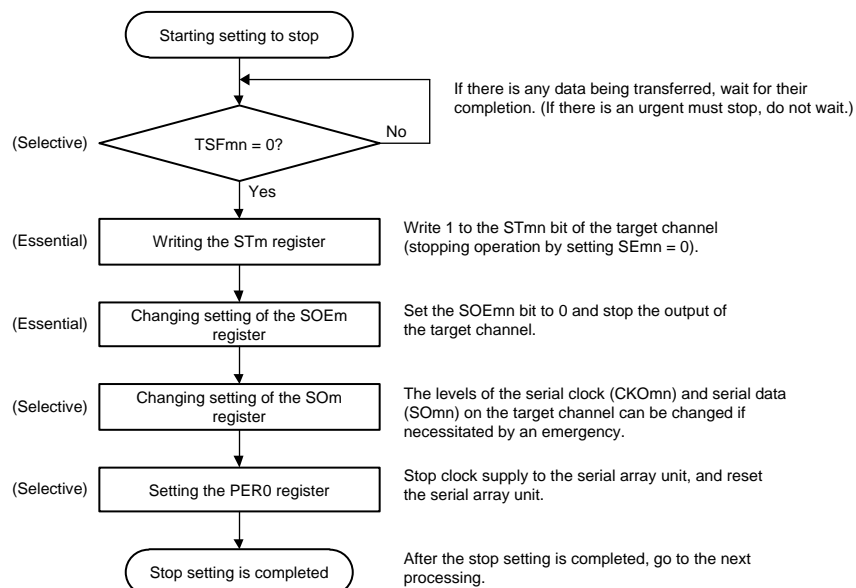 Starting setting to stop
If there is any data being transferred, wait for their
completion. (If there is an urgent must stop, do not wait.)
(Selective)
TSFmn = 0?
No
Yes
(Essential)
Writing the STm register
Write 1 to the STmn bit of the target channel
(stopping operation by setting SEmn = 0).
(Essential)
Changing setting of the SOEm
register
Set the SOEmn bit to 0 and stop the output of
the target channel.
(Selective)
Changing setting of the SOm
register
The levels of the serial clock (CKOmn) and serial data
(SOmn) on the target channel can be changed if
necessitated by an emergency.
(Selective)
Setting the PER0 register
Stop clock supply to the serial array unit, and reset
the serial array unit.
Stop setting is completed
After the stop setting is completed, go to the next
processing.